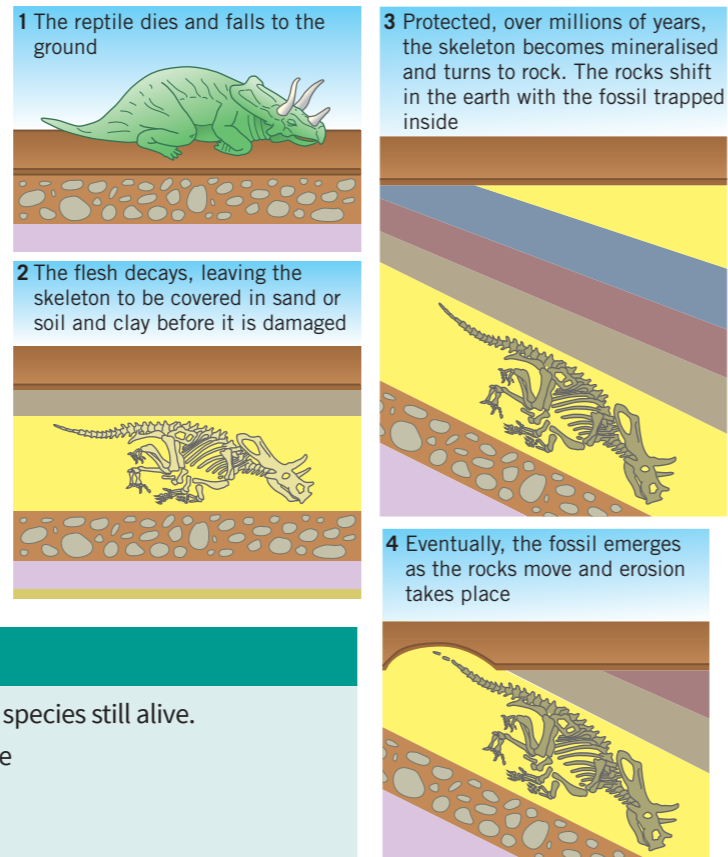 1 The reptile dies and falls to the
ground
2 The flesh decays, leaving the
skeleton to be covered in sand or
soil and clay before it is damaged
3 Protected, over millions of years,
the skeleton becomes mineralised
and turns to rock. The rocks shift
in the earth with the fossil trapped
inside
4 Eventually, the fossil emerges
as the rocks move and erosion
takes place
species still alive.
e